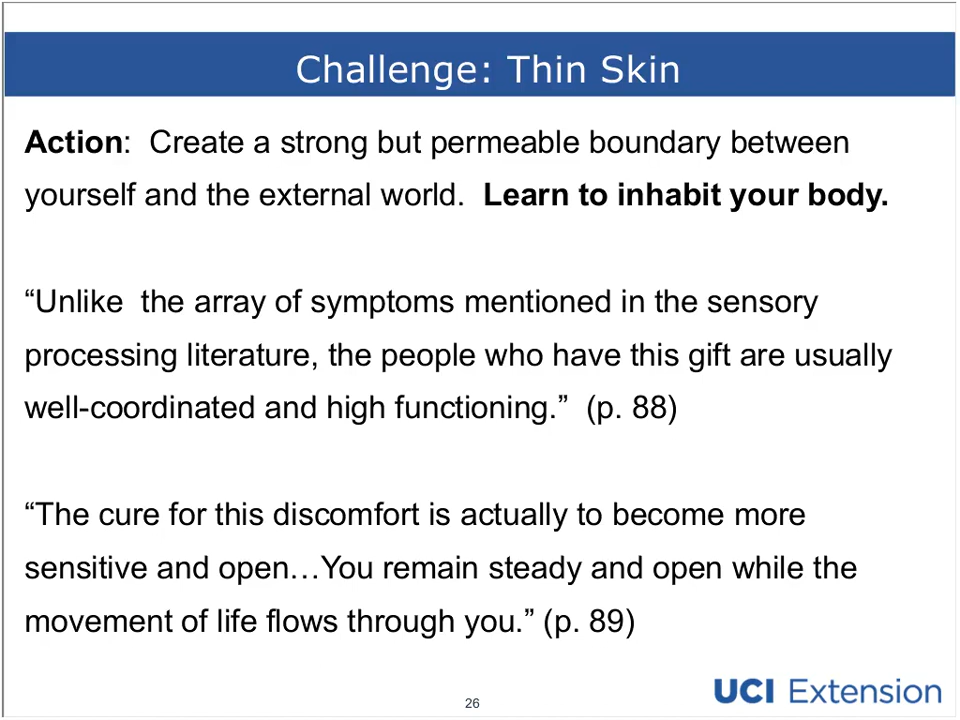 Challenge: Thin Skin
Action:  Create a strong but permeable boundary between
yourself and the external world.  Learn to inhabit your body.
“Unlike  the array of symptoms mentioned in the sensory
processing literature, the people who have this gift are usually
well-coordinated and high functioning.”  (p. 88)
“The cure for this discomfort is actually to become more
sensitive and open…You remain steady and open while the
movement of life flows through you.” (p. 89)
26
UCI Extension